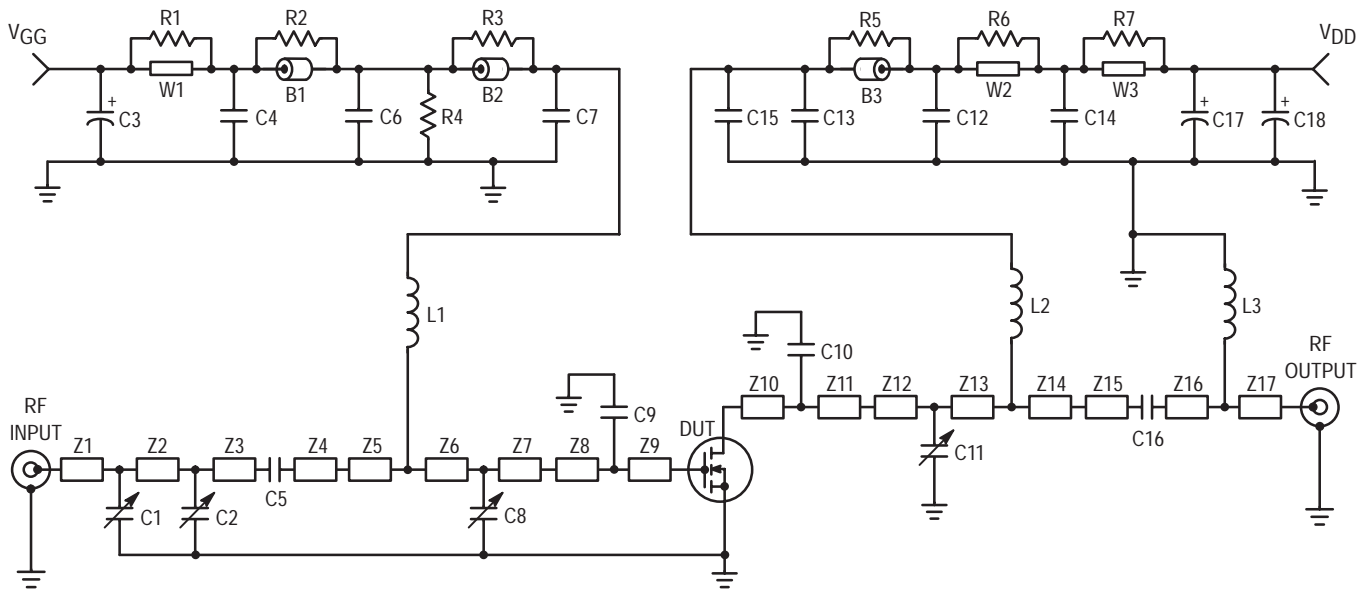 R1
R2
R3
R5
R6
R7
VGG
VDD
W1
B1
B2
B3
W2
W3
+
C3
C4
C6
R4
C7
C15
C13
C12
C14
+
C17
+
C18
L1
L2
L3
C10
RF
OUTPUT
Z10
Z11
Z12
Z13
Z14
Z15
Z16
Z17
C9
RF
INPUT
DUT
C11
C16
Z1
Z2
Z3
Z4
Z5
Z6
Z7
Z8
Z9
C5
C1
C2
C8